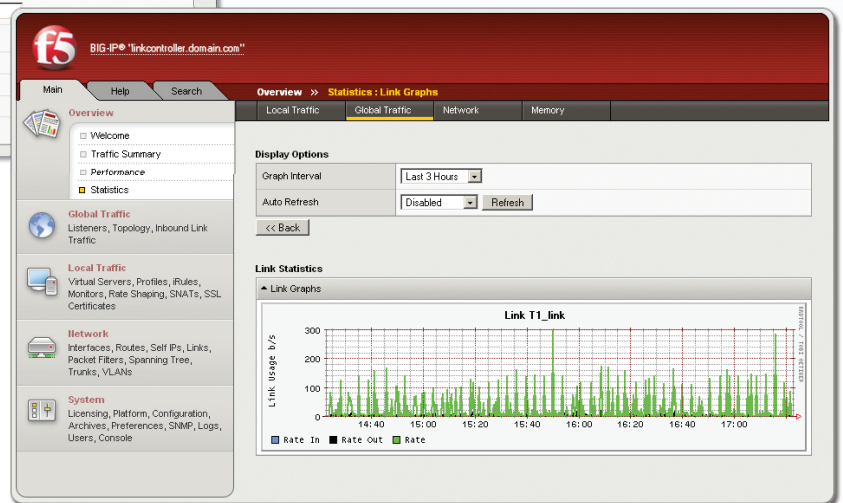 f5
BIG-IP® "linkcontroller.domain.com"
Main
Help
Search
Overview >> Statistics : Link Graphs
Local Traffic
Global Traffic
Network
Memory
Overview
Welcome
Traffic Summary
Performance
Statistics
Global Traffic
Listeners, Topology, Inbound Link
Traffic
Local Traffic
Virtual Servers, Profiles, iRules,
Monitors, Rate Shaping, SNATs, SSL
Certificates
Network
Interfaces, Routes, Self IPs, Links,
Packet Filters, Spanning Tree,
Trunks, VLANs
System
Licensing, Platform, Configuration,
Archives, Preferences, SNMP, Logs,
Users, Console
Display Options
Graph Interval
Last 3 Hours
Auto Refresh
Disabled
Refresh
<< Back
Link Statistics
Link Graphs
Link T1_link
RRDTOOL / TOBI OETIKER
Link Usage b/s
300
200
100
0
14:40 15:00 15:20 15:40 16:00 16:20 16:40 17:00
Rate In Rate Out Rate